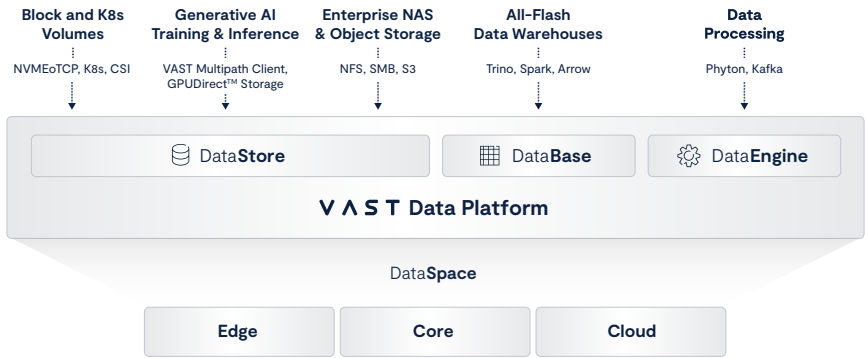 Block and K8s
Volumes
NVMEoTCP, K8s, CSI
Generative AI
Training & Inference
VAST Multipath Client,
GPUDirect™ Storage
Enterprise NAS
& Object Storage
NFS, SMB, S3
All-Flash
Data Warehouses
Trino, Spark, Arrow
Data
Processing
Phyton, Kafka
DataStore
DataBase
DataEngine
VAST Data Platform
DataSpace
Edge
Core
Cloud